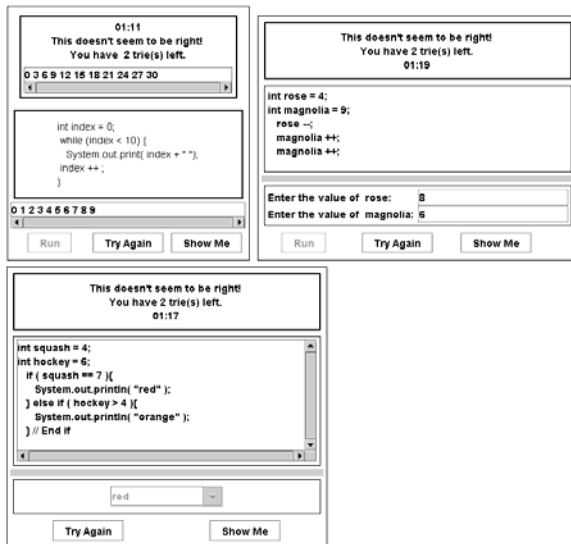 01:11
This doesn't seem to be right!
You have 2 trie(s) left.
0 3 6 9 12 15 18 21 24 27 30
int index = 0;
while (index < 10) {
System.out.print( index + " ");
index ++ ;
}
0 1 2 3 4 5 6 7 8 9
Run Try Again Show Me
This doesn't seem to be right!
You have 2 trie(s) left.
01:19
int rose = 4;
int magnolia = 9;
rose --;
magnolia ++;
magnolia ++;
Enter the value of rose: 8
Enter the value of magnolia: 6
Run Try Again Show Me
This doesn't seem to be right!
You have 2 trie(s) left.
01:17
int squash = 4;
int hockey = 6;
if ( squash == 7 ){
System.out.println( "red" );
} else if ( hockey > 4 ){
System.out.println( "orange" );
} // End if
red
Try Again Show Me